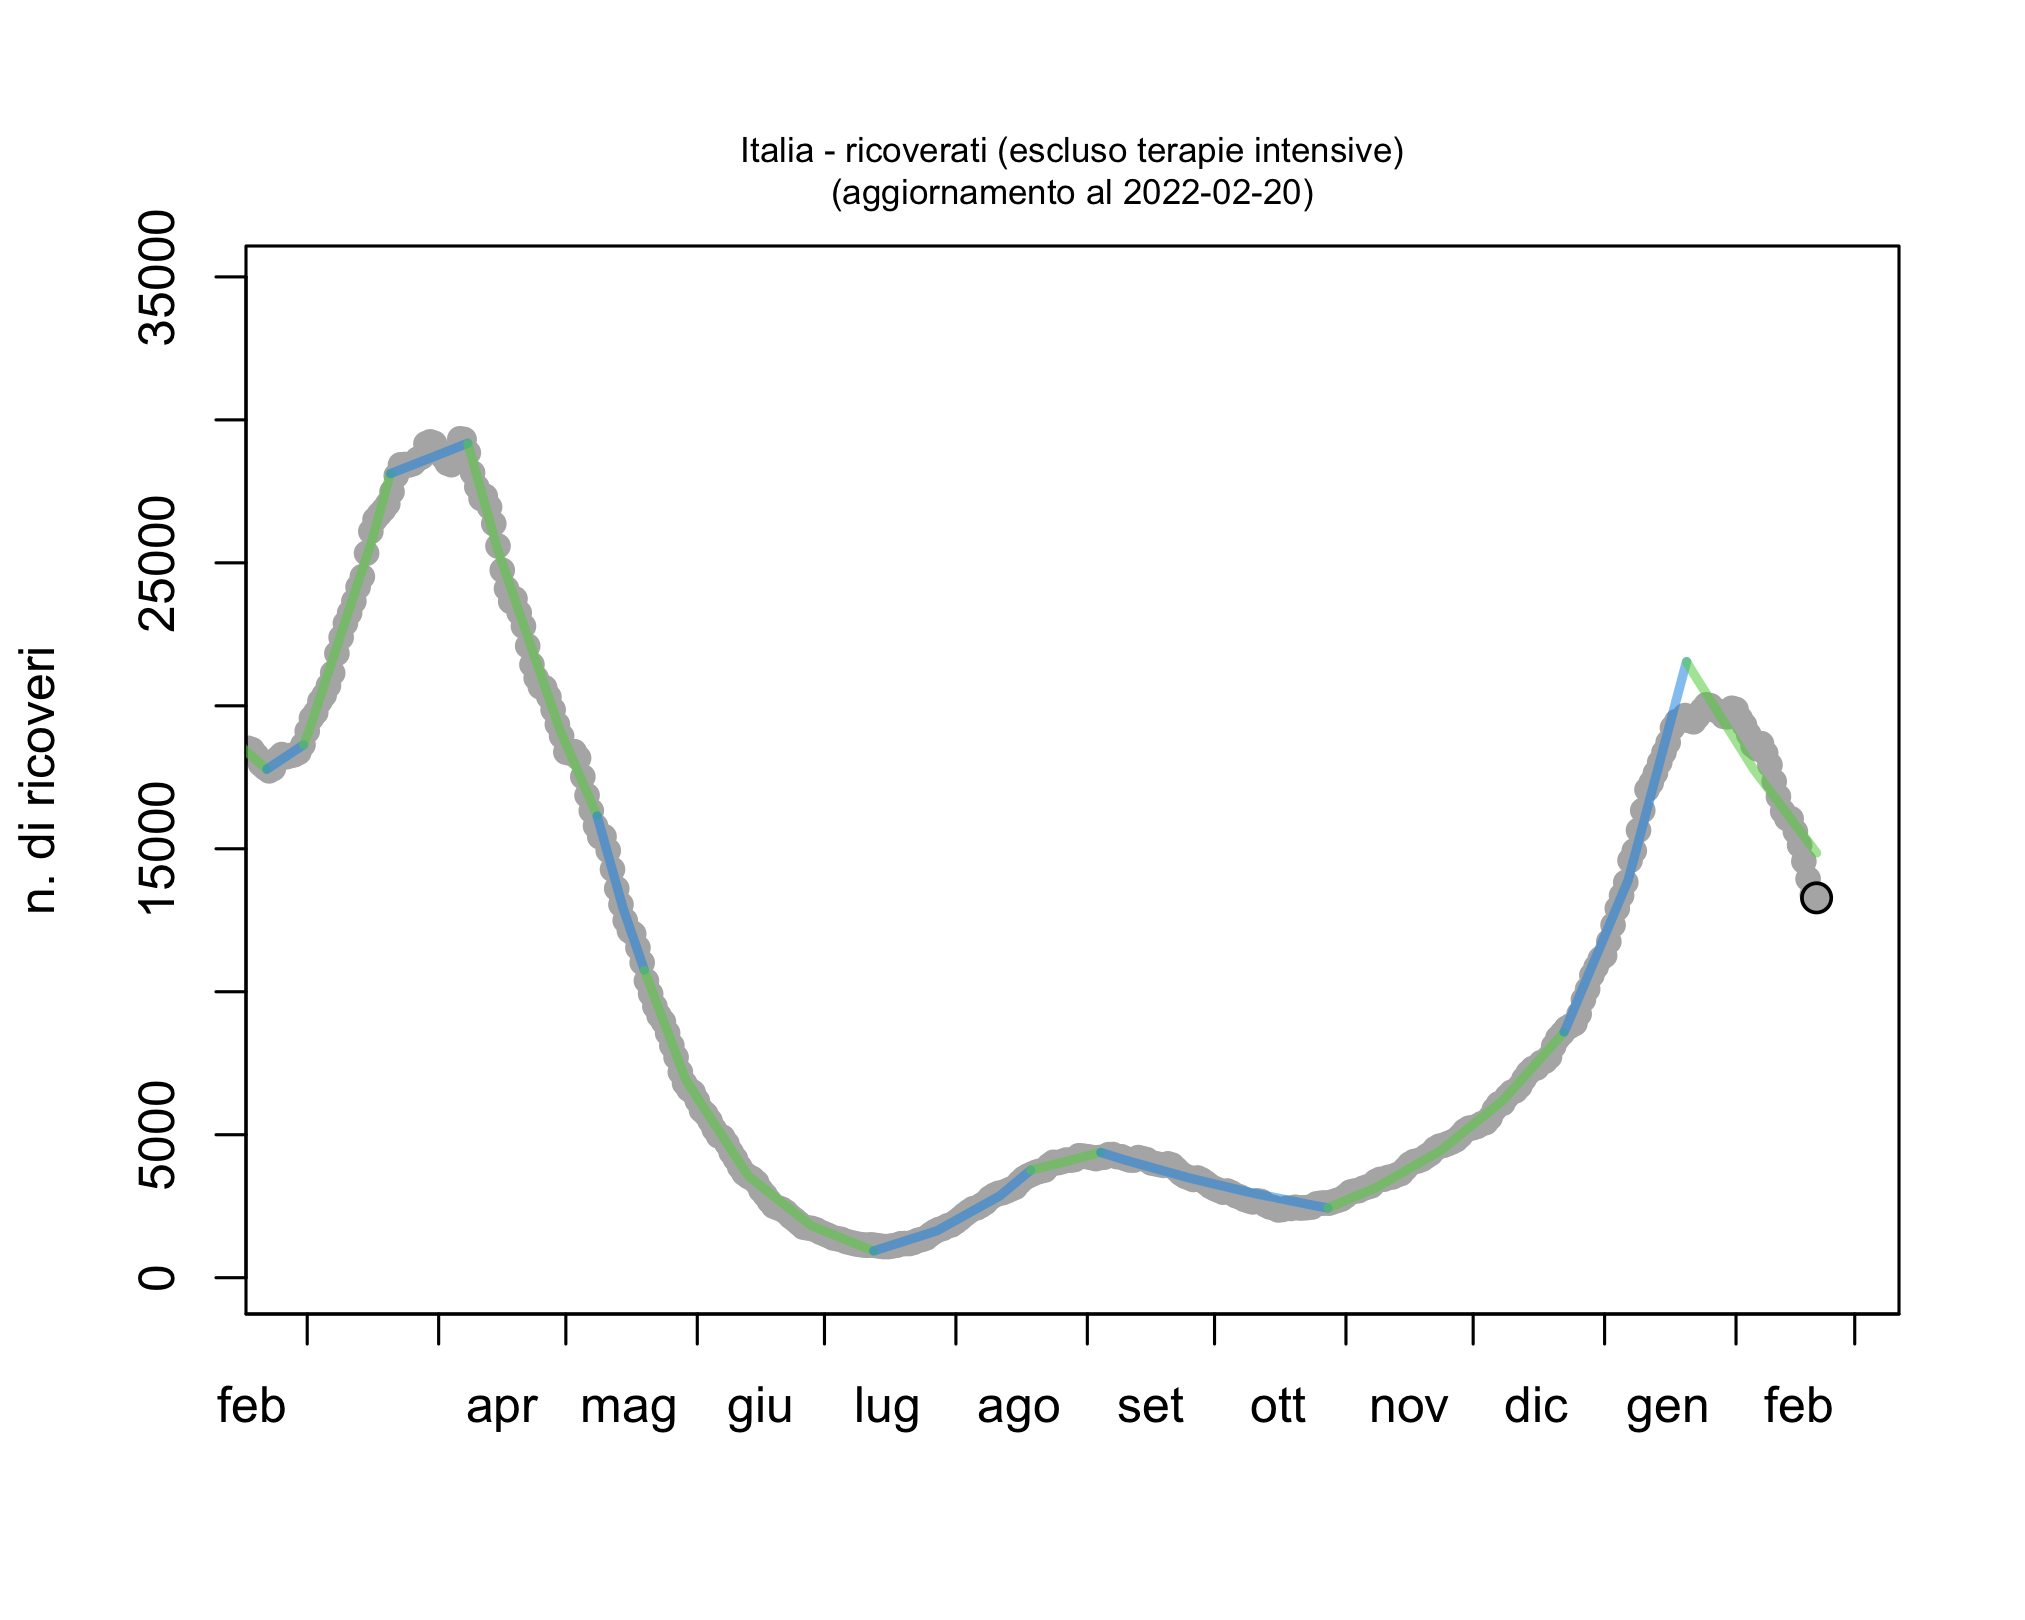 Italia - ricoverati (escluso terapie intensive)
(aggiornamento al 2022-02-20)
n. di ricoveri
35000
25000
15000
5000
0
feb apr mag giu lug ago set ott nov dic gen feb